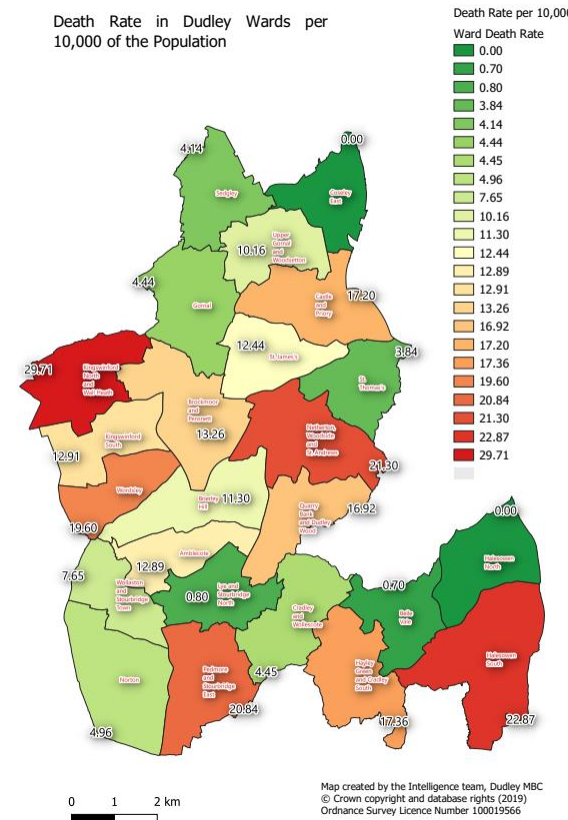 Death Rate in Dudley Wards per
10,000 of the Population
Death Rate per 10,000
Ward Death Rate
0.00
0.70
0.80
3.84
4.14
4.44
4.45
4.96
7.65
10.16
11.30
12.44
12.89
12.91
13.26
16.92
17.20
17.36
19.60
20.84
21.30
22.87
29.71
4.14
0.00
Sedgley
Coseley
East
10.16
Upper
Gornal
and
Woodsetton
4.44
Gornal
Castle
and
Priory
17.20
12.44
St. James's
3.84
St.
Thomas's
29.71
Kingswinford
North
and
Wall Heath
Brockmoor
and
Pensnett
13.26
Netherton,
Woodside
and
St. Andrews
21.30
Kingswinford
South
12.91
Wordsley
19.60
Brierley
Hill
11.30
Quarry
Bank
and Dudley
Wood
16.92
0.00
Amblecote
12.89
7.65
Wollaston
and
Stourbridge
Town
0.80
Lye and
Stourbridge
North
Cradley
and
Wollescote
0.70
Belle
Vale
Halesowen
North
Norton
4.96
Pedmore
and
Stourbridge
East
20.84
4.45
Hayley
Green
and Cradley
South
17.36
Halesowen
South
22.87
0 1 2 km
Map created by the Intelligence team, Dudley MBC
© Crown copyright and database rights (2019)
Ordnance Survey Licence Number 100019566